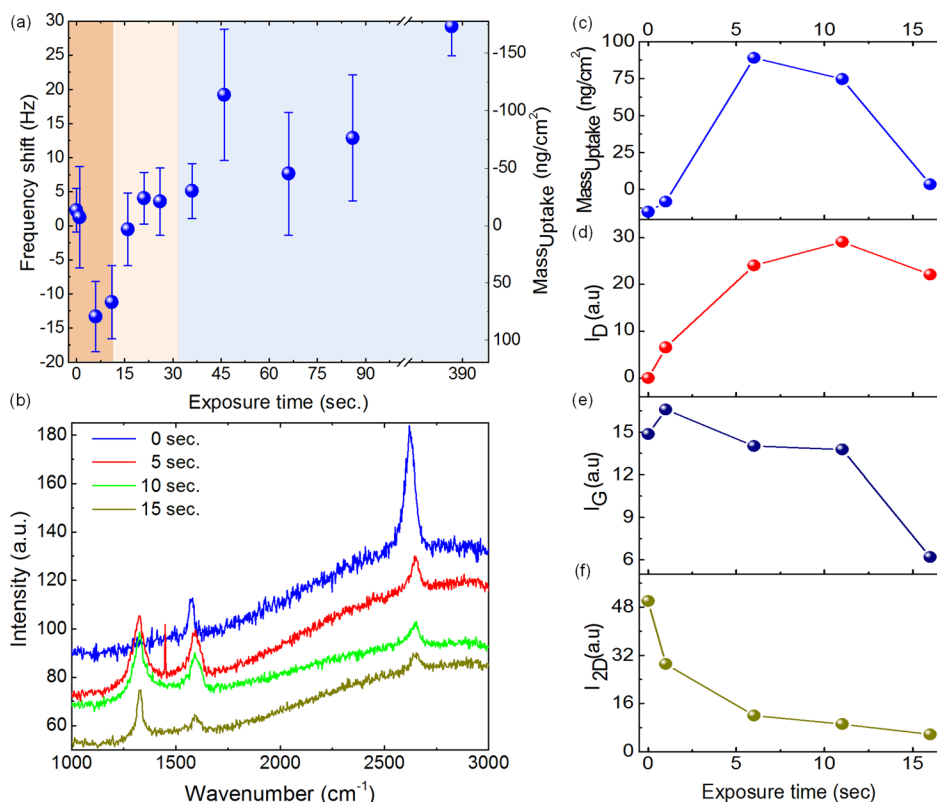 (a)
30
25
20
15
10
5
0
-5
-10
-15
-20
Frequency shift (Hz)
0 15 30 45 60 75 90 390
Exposure time (sec.)
-150
-100
-50
0
50
100
Mass Uptake (ng/cm²)
(b)
180
160
140
120
100
80
60
Intensity (a.u.)
0 sec.
5 sec.
10 sec.
15 sec.
1000 1500 2000 2500 3000
Wavenumber (cm⁻¹)
(c)
0 5 10 15
100
75
50
25
0
Mass Uptake (ng/cm²)
(d)
30
20
10
0
I_D (a.u)
(e)
15
12
9
6
I_G (a.u)
(f)
48
32
16
0
I_2D (a.u)
0 5 10 15
Exposure time (sec)